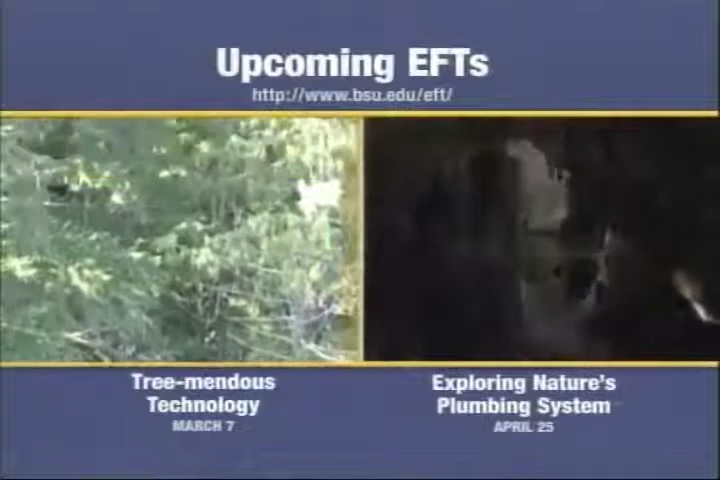 Upcoming EFTs
http://www.bsu.edu/eft/
Tree-mendous
Technology
MARCH 7
Exploring Nature's
Plumbing System
APRIL 25